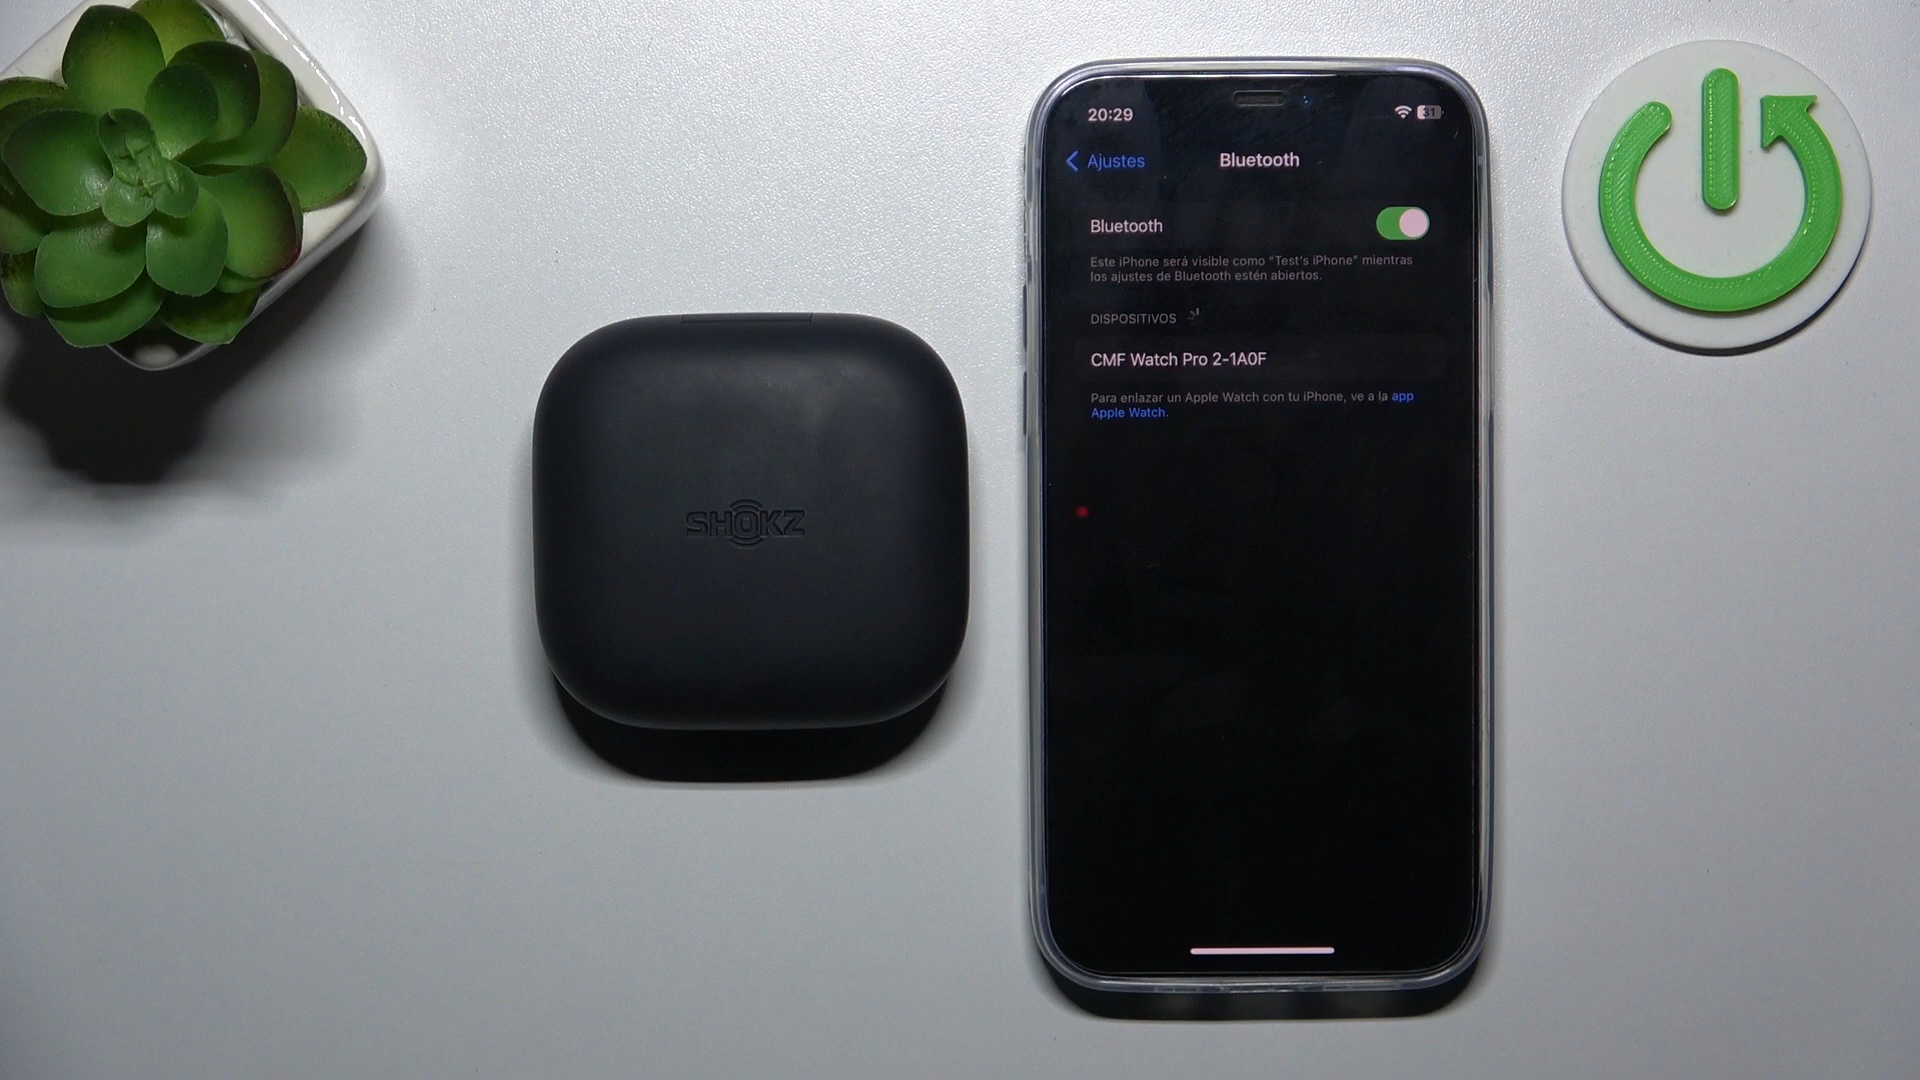 SHOKZ
20:29
31
Ajustes
Bluetooth
Bluetooth
Este iPhone será visible como "Test's iPhone" mientras
los ajustes de Bluetooth estén abiertos.
DISPOSITIVOS
CMF Watch Pro 2-1A0F
Para enlazar un Apple Watch con tu iPhone, ve a la app
Apple Watch.